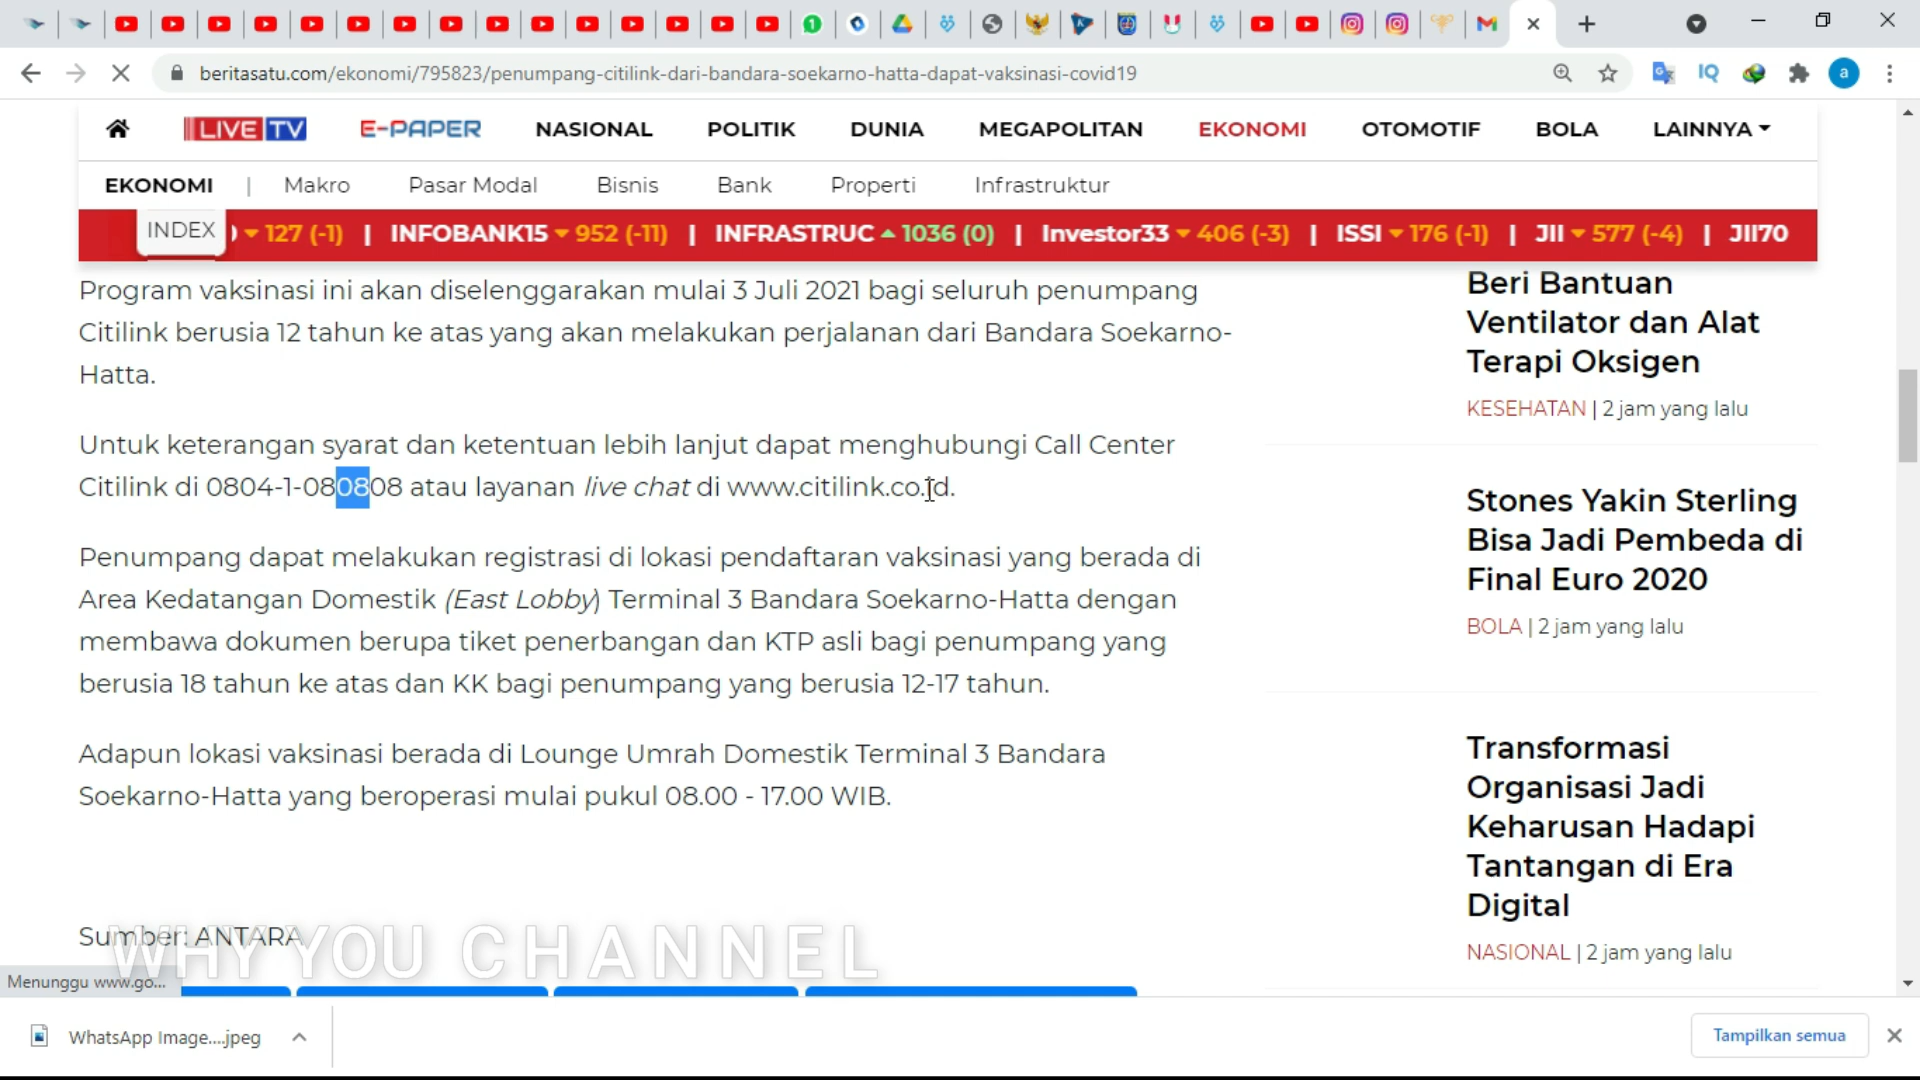 beritasatu.com/ekonomi/795823/penumpang-citilink-dari-bandara-soekarno-hatta-dapat-vaksinasi-covid19
IQ
a
LIVE TV
E-PAPER
NASIONAL
POLITIK
DUNIA
MEGAPOLITAN
EKONOMI
OTOMOTIF
BOLA
LAINNYA
EKONOMI | Makro Pasar Modal Bisnis Bank Properti Infrastruktur
INDEX
127 (-1) | INFOBANK15 952 (-11) | INFRASTRUC 1036 (0) | Investor33 406 (-3) | ISSI 176 (-1) | JII 577 (-4) | JII70
Program vaksinasi ini akan diselenggarakan mulai 3 Juli 2021 bagi seluruh penumpang
Citilink berusia 12 tahun ke atas yang akan melakukan perjalanan dari Bandara Soekarno-
Hatta.
Untuk keterangan syarat dan ketentuan lebih lanjut dapat menghubungi Call Center
Citilink di 0804-1-080808 atau layanan live chat di www.citilink.co.id.
Penumpang dapat melakukan registrasi di lokasi pendaftaran vaksinasi yang berada di
Area Kedatangan Domestik (East Lobby) Terminal 3 Bandara Soekarno-Hatta dengan
membawa dokumen berupa tiket penerbangan dan KTP asli bagi penumpang yang
berusia 18 tahun ke atas dan KK bagi penumpang yang berusia 12-17 tahun.
Adapun lokasi vaksinasi berada di Lounge Umrah Domestik Terminal 3 Bandara
Soekarno-Hatta yang beroperasi mulai pukul 08.00 - 17.00 WIB.
Sumber: ANTARA
WHY YOU CHANNEL
Beri Bantuan
Ventilator dan Alat
Terapi Oksigen
KESEHATAN | 2 jam yang lalu
Stones Yakin Sterling
Bisa Jadi Pembeda di
Final Euro 2020
BOLA | 2 jam yang lalu
Transformasi
Organisasi Jadi
Keharusan Hadapi
Tantangan di Era
Digital
NASIONAL | 2 jam yang lalu
Menunggu www.go...
WhatsApp Image....jpeg
Tampilkan semua